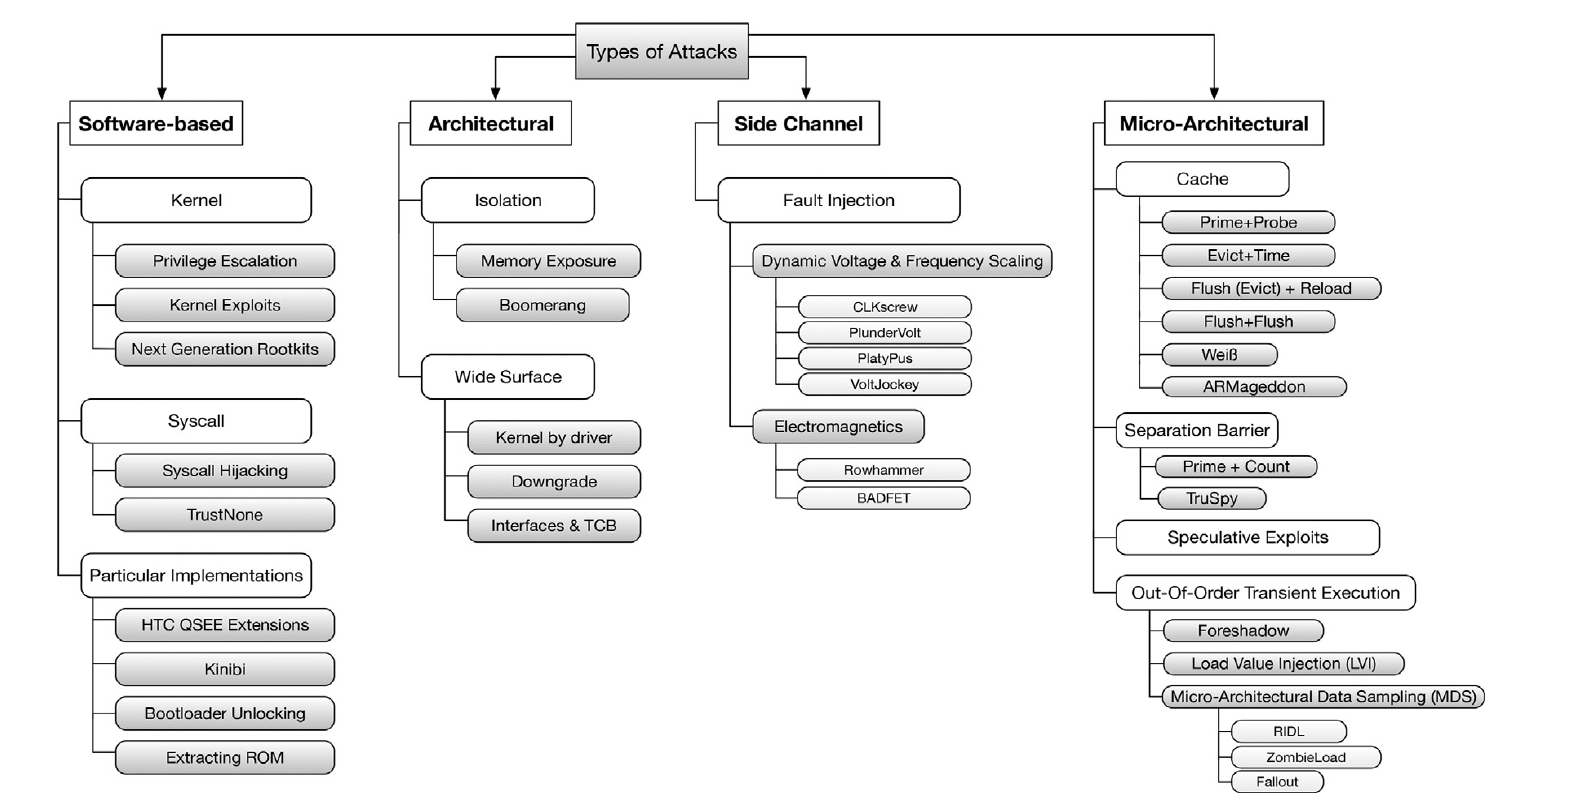 Types of Attacks
Software-based
Kernel
Privilege Escalation
Kernel Exploits
Next Generation Rootkits
Syscall
Syscall Hijacking
TrustNone
Particular Implementations
HTC QSEE Extensions
Kinibi
Bootloader Unlocking
Extracting ROM
Architectural
Isolation
Memory Exposure
Boomerang
Wide Surface
Kernel by driver
Downgrade
Interfaces & TCB
Side Channel
Fault Injection
Dynamic Voltage & Frequency Scaling
CLKscrew
PlunderVolt
PlatyPus
VoltJockey
Electromagnetics
Rowhammer
BADFET
Micro-Architectural
Cache
Prime+Probe
Evict+Time
Flush (Evict) + Reload
Flush+Flush
Weiß
ARMageddon
Separation Barrier
Prime + Count
TruSpy
Speculative Exploits
Out-Of-Order Transient Execution
Foreshadow
Load Value Injection (LVI)
Micro-Architectural Data Sampling (MDS)
RIDL
ZombieLoad
Fallout